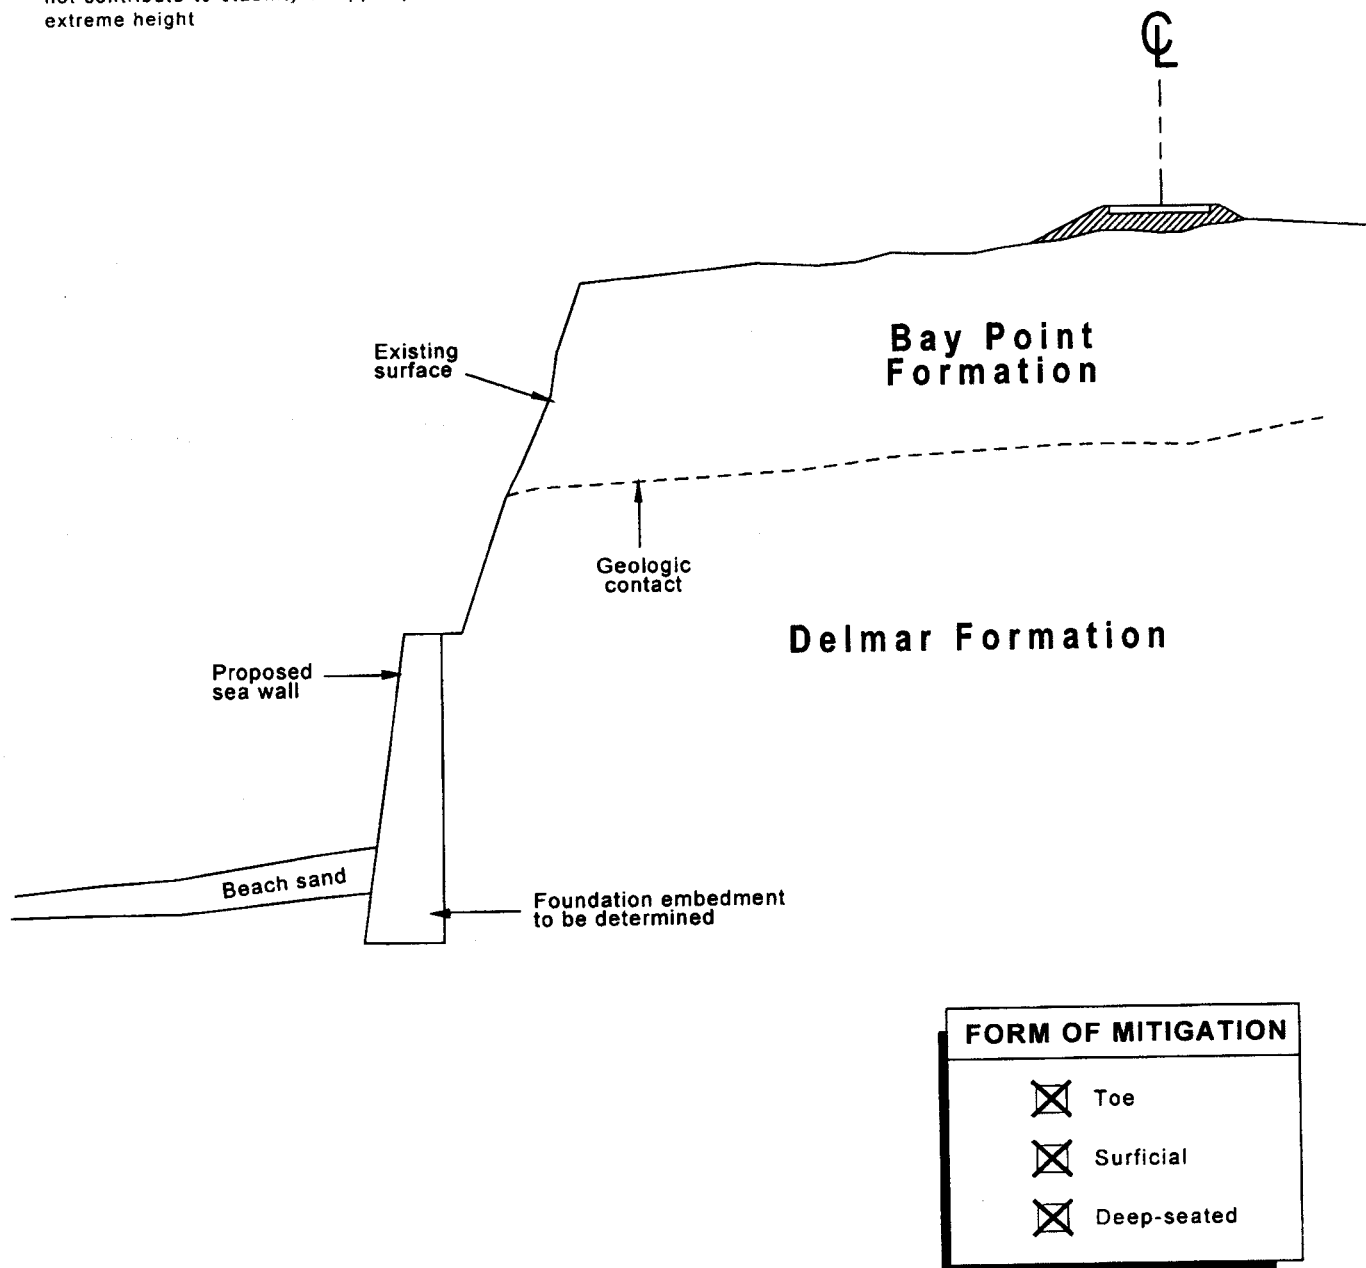 extreme height
CL
Bay Point
Formation
Existing
surface
Geologic
contact
Delmar Formation
Proposed
sea wall
Beach sand
Foundation embedment
to be determined
FORM OF MITIGATION
Toe
Surficial
Deep-seated